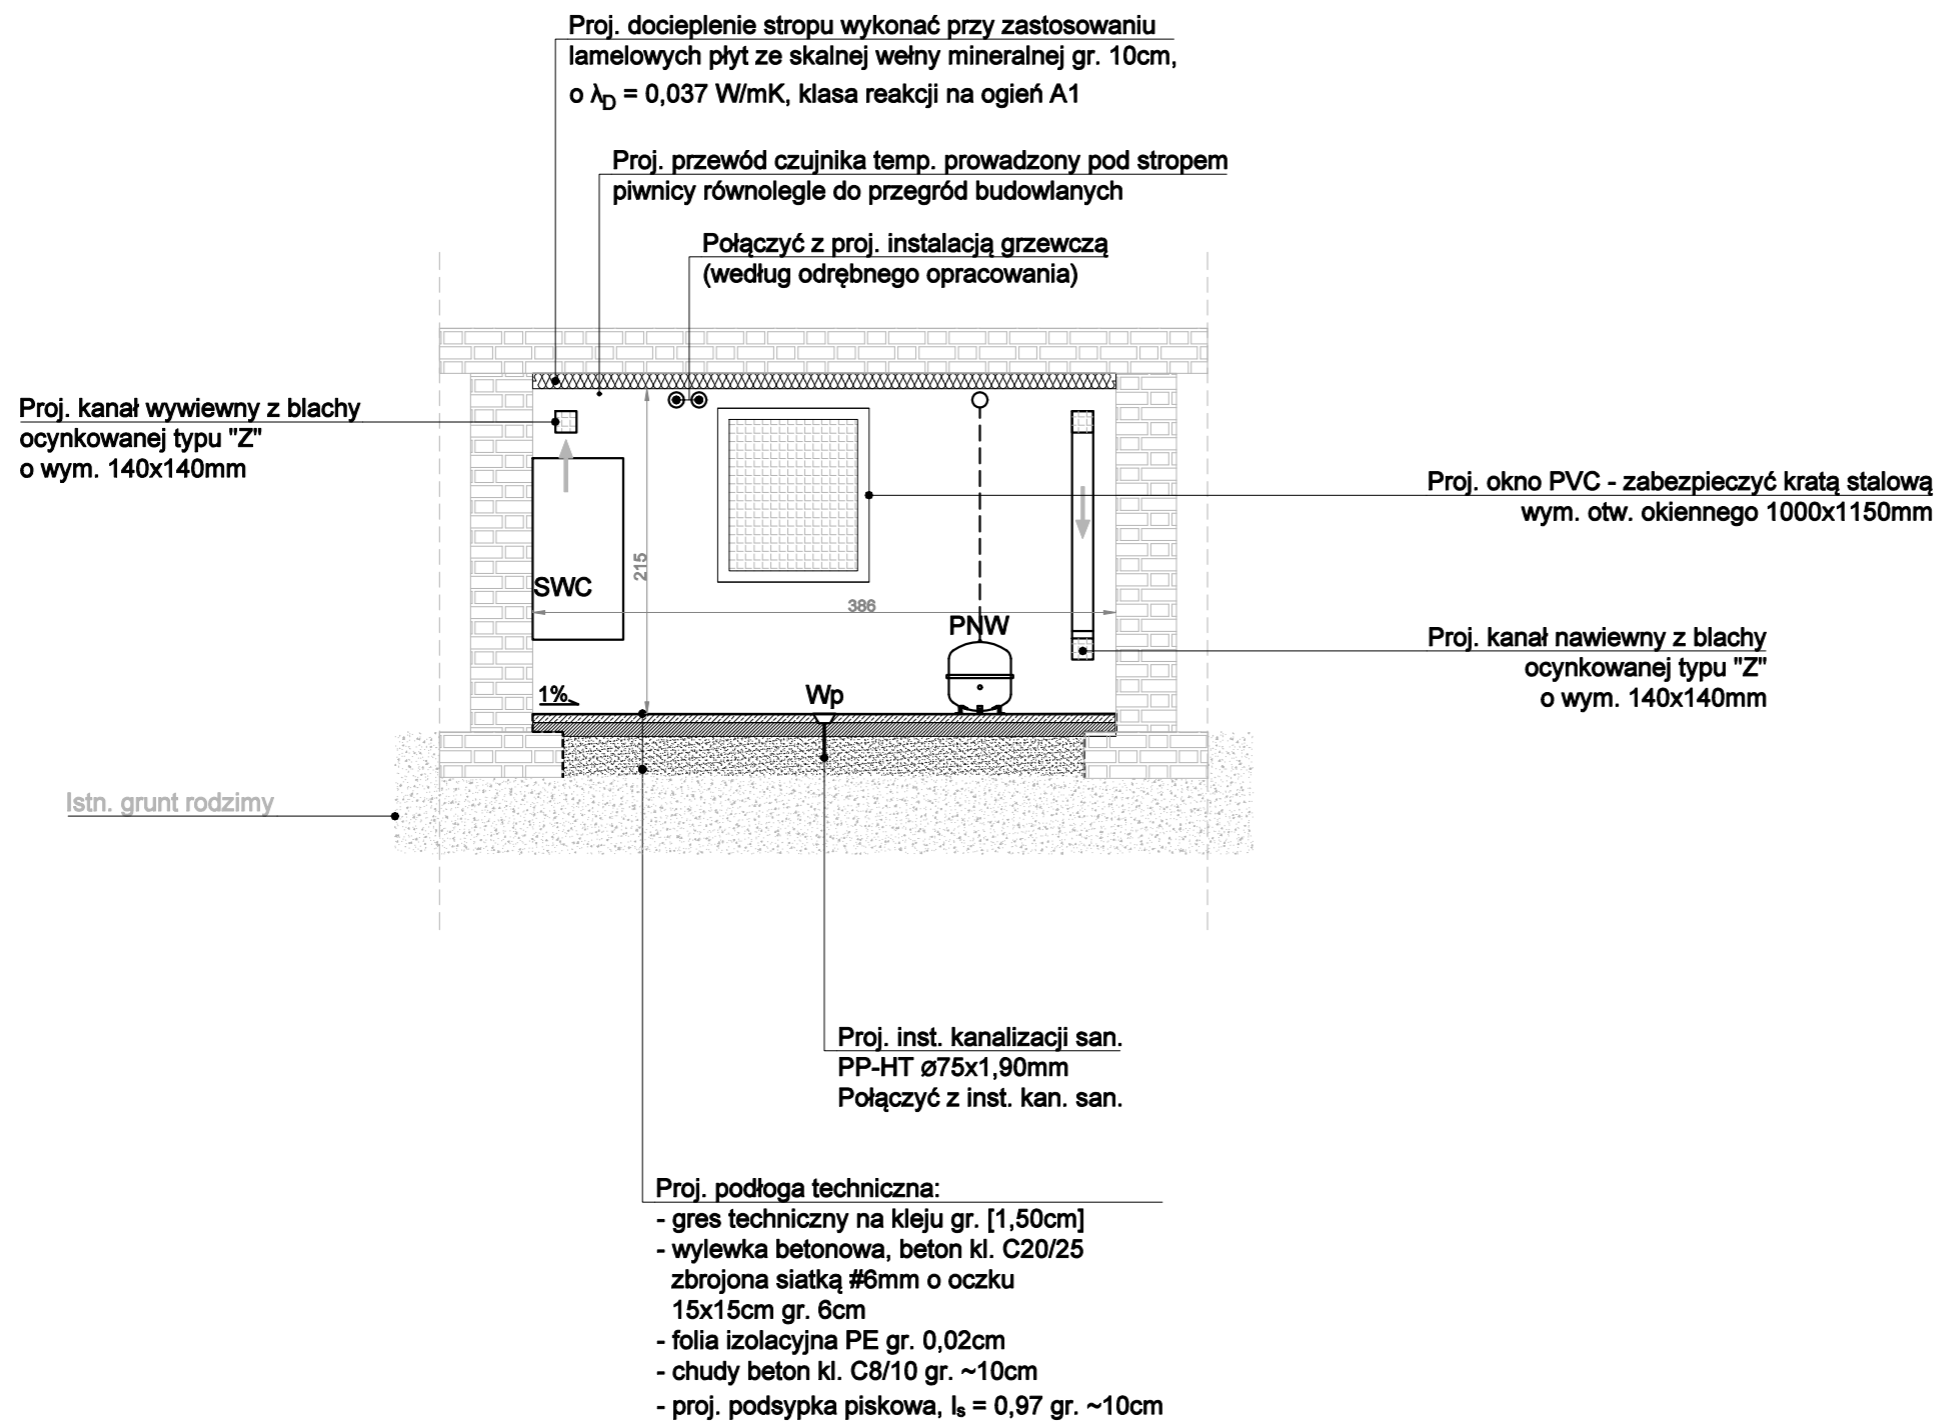 Proj. docieplenie stropu wykonać przy zastosowaniu
lamelowych płyt ze skalnej wełny mineralnej gr. 10cm,
o λD = 0,037 W/mK, klasa reakcji na ogień A1
Proj. przewód czujnika temp. prowadzony pod stropem
piwnicy równolegle do przegród budowlanych
Połączyć z proj. instalacją grzewczą
(według odrębnego opracowania)
Proj. kanał wywiewny z blachy
ocynkowanej typu "Z"
o wym. 140x140mm
Proj. okno PVC - zabezpieczyć kratą stalową
wym. otw. okiennego 1000x1150mm
215
SWC
386
PNW
Proj. kanał nawiewny z blachy
ocynkowanej typu "Z"
o wym. 140x140mm
1%
Wp
Istn. grunt rodzimy
Proj. inst. kanalizacji san.
PP-HT ø75x1,90mm
Połączyć z inst. kan. san.
Proj. podłoga techniczna:
- gres techniczny na kleju gr. [1,50cm]
- wylewka betonowa, beton kl. C20/25
zbrojona siatką #6mm o oczku
15x15cm gr. 6cm
- folia izolacyjna PE gr. 0,02cm
- chudy beton kl. C8/10 gr. ~10cm
- proj. podsypka piskowa, Is = 0,97 gr. ~10cm